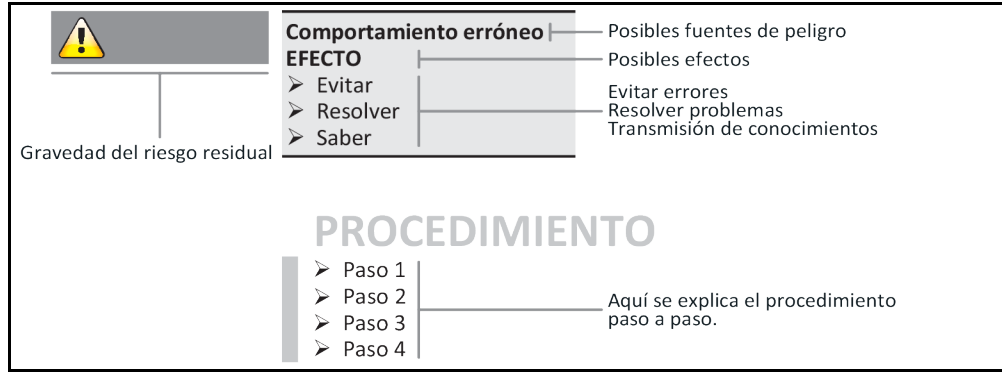 Comportamiento erróneo
Posibles fuentes de peligro
EFECTO
Posibles efectos
➤ Evitar
➤ Resolver
➤ Saber
Evitar errores
Resolver problemas
Transmisión de conocimientos
Gravedad del riesgo residual
PROCEDIMIENTO
➤ Paso 1
➤ Paso 2
➤ Paso 3
➤ Paso 4
Aquí se explica el procedimiento
paso a paso.